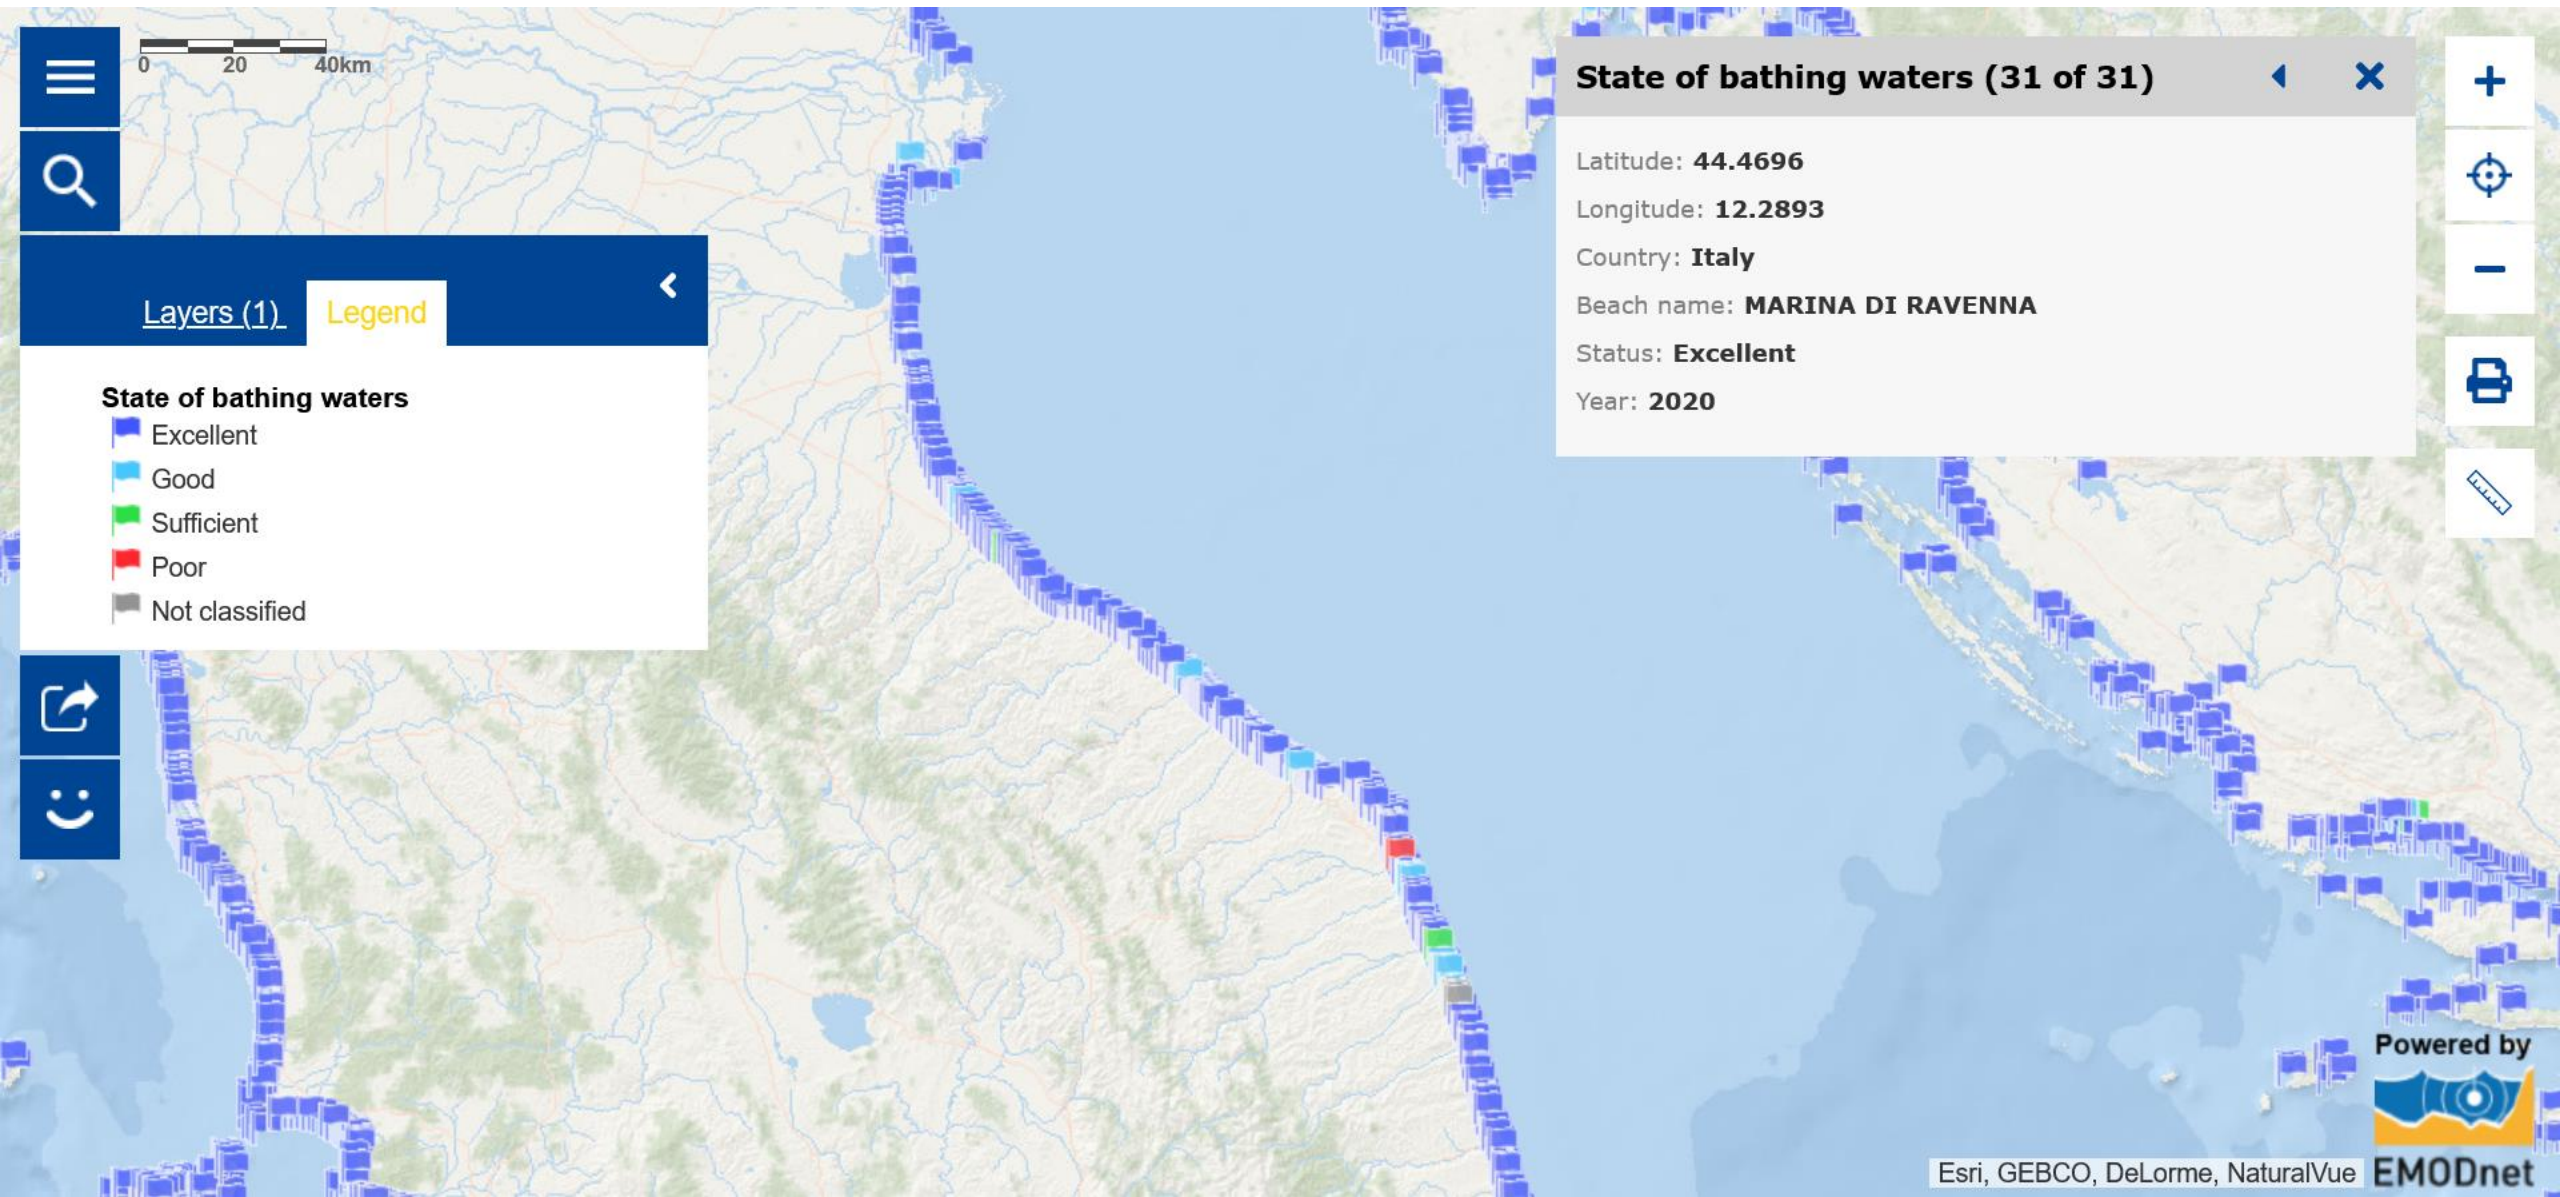 0 20 40km
Layers (1)
Legend
State of bathing waters
Excellent
Good
Sufficient
Poor
Not classified
State of bathing waters (31 of 31)
Latitude: 44.4696
Longitude: 12.2893
Country: Italy
Beach name: MARINA DI RAVENNA
Status: Excellent
Year: 2020
Powered by
EMODnet
Esri, GEBCO, DeLorme, NaturalVue